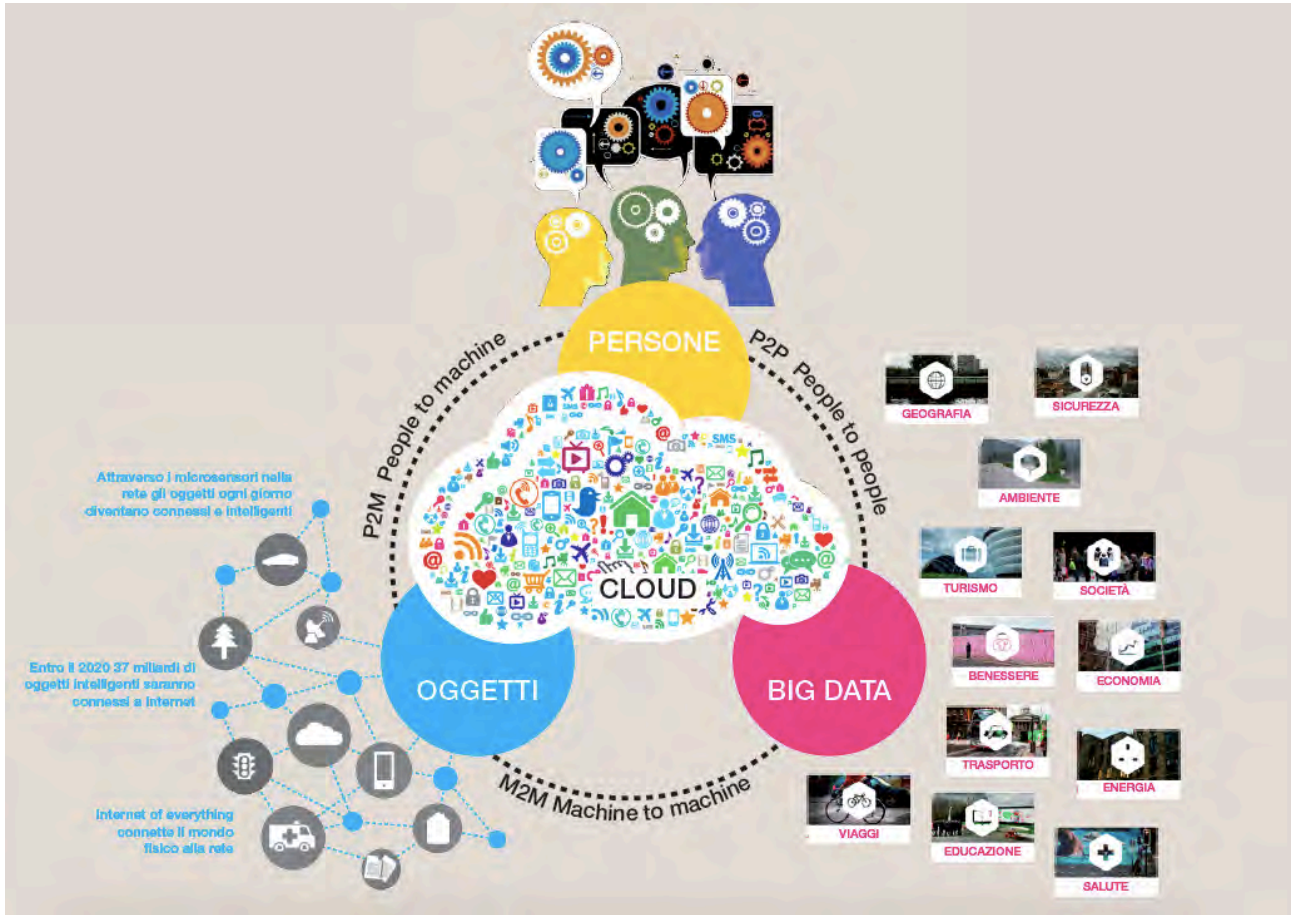 PERSONE
P2M People to machine
P2P People to people
SMS
SMS
CLOUD
OGGETTI
BIG DATA
M2M Machine to machine
Attraverso i microsensori nella
rete gli oggetti ogni giorno
diventano connessi e intelligenti
Entro il 2020 37 miliardi di
oggetti intelligenti saranno
connessi a internet
Internet of everything
connette il mondo
fisico alla rete
GEOGRAFIA
SICUREZZA
AMBIENTE
TURISMO
SOCIETÀ
BENESSERE
ECONOMIA
TRASPORTO
ENERGIA
VIAGGI
EDUCAZIONE
SALUTE